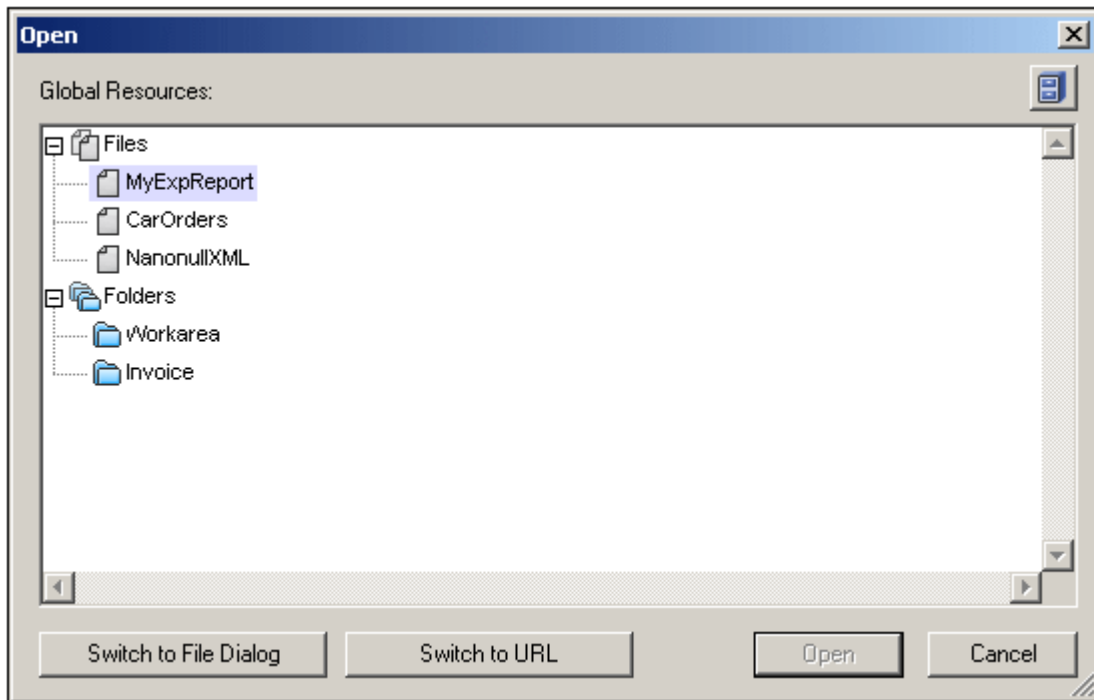 Open
Global Resources:
Files
MyExpReport
CarOrders
NanonullXML
Folders
Workarea
Invoice
Switch to File Dialog
Switch to URL
Open
Cancel